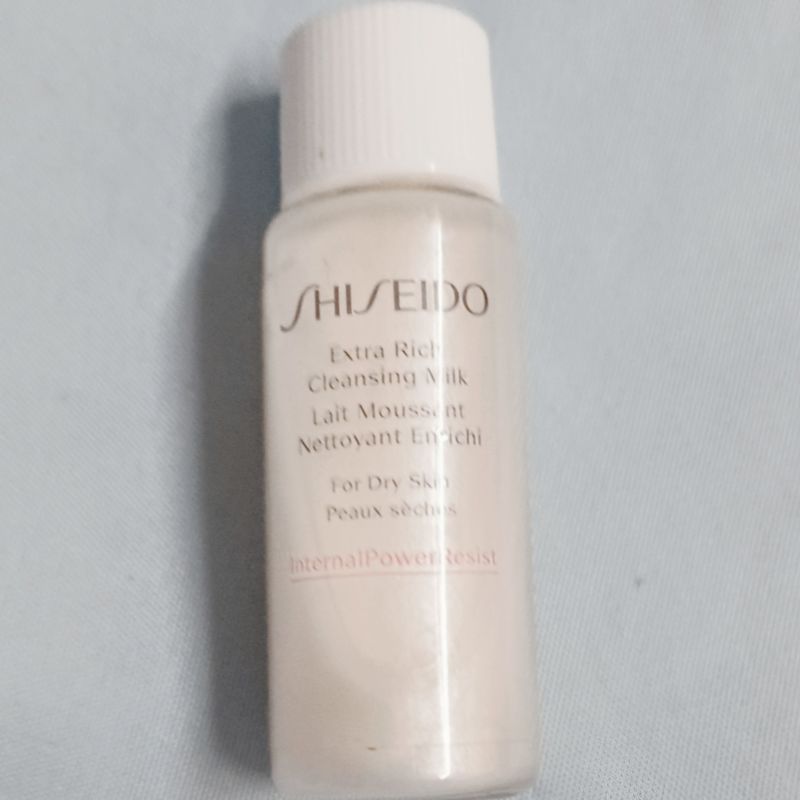 SHISEIDO
Extra Rich
Cleansing Milk
Lait Moussant
Nettoyant Enrichi
For Dry Skin
Peaux sèches
InternalPowerResist